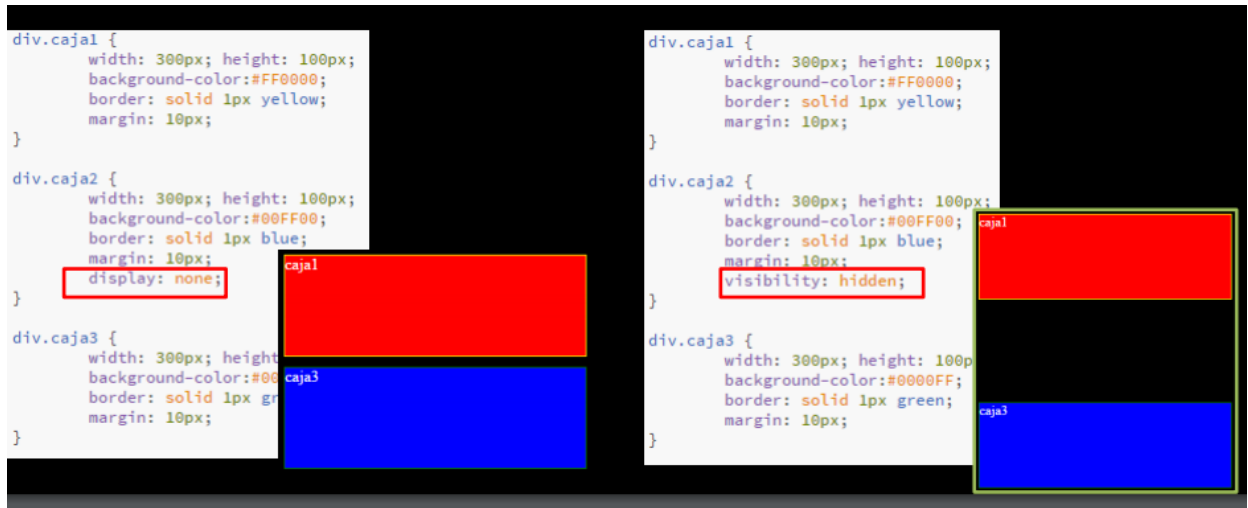 div.caja1 {
width: 300px; height: 100px;
background-color:#FF0000;
border: solid 1px yellow;
margin: 10px;
}
div.caja2 {
width: 300px; height: 100px;
background-color:#00FF00;
border: solid 1px blue;
margin: 10px;
display: none;
}
div.caja3 {
width: 300px; height
background-color:#00
border: solid 1px gr
margin: 10px;
}
caja1
caja3
div.caja1 {
width: 300px; height: 100px;
background-color:#FF0000;
border: solid 1px yellow;
margin: 10px;
}
div.caja2 {
width: 300px; height: 100px;
background-color:#00FF00;
border: solid 1px blue;
margin: 10px;
visibility: hidden;
}
div.caja3 {
width: 300px; height: 100p
background-color:#0000FF;
border: solid 1px green;
margin: 10px;
}
caja1
caja3